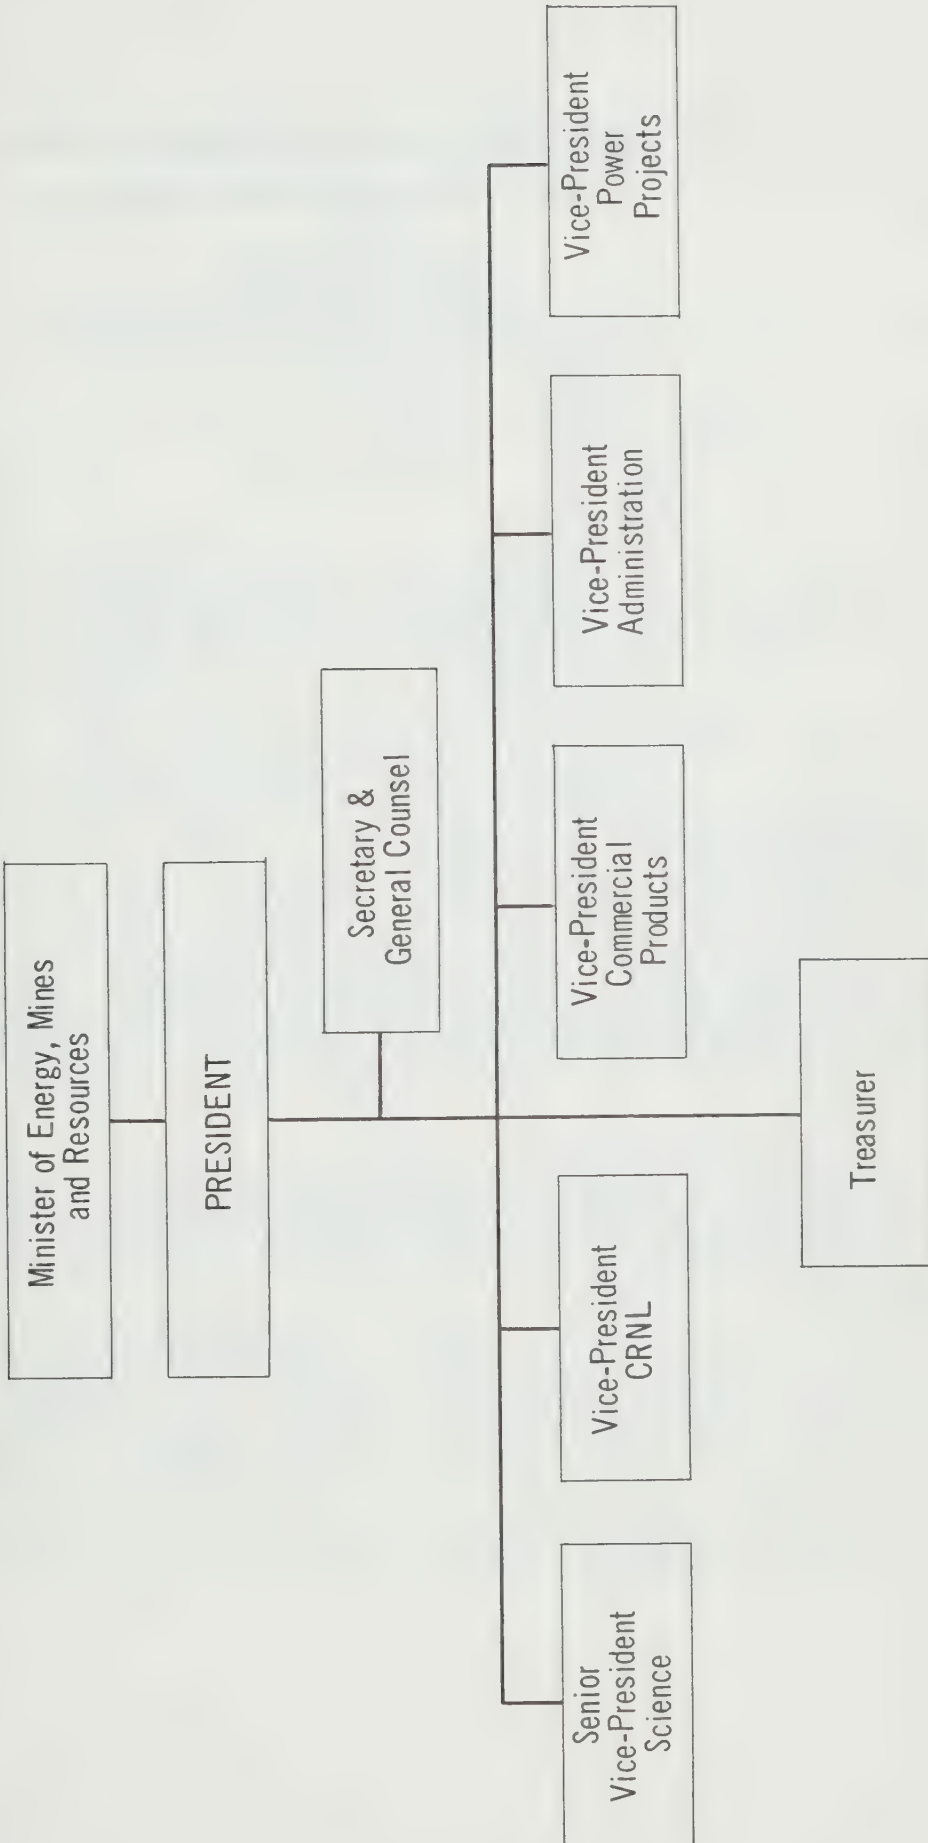 Minister of Energy, Mines
and Resources
PRESIDENT
Secretary &
General Counsel
Senior
Vice-President
Science
Vice-President
CRNL
Vice-President
Commercial
Products
Vice-President
Administration
Vice-President
Power
Projects
Treasurer